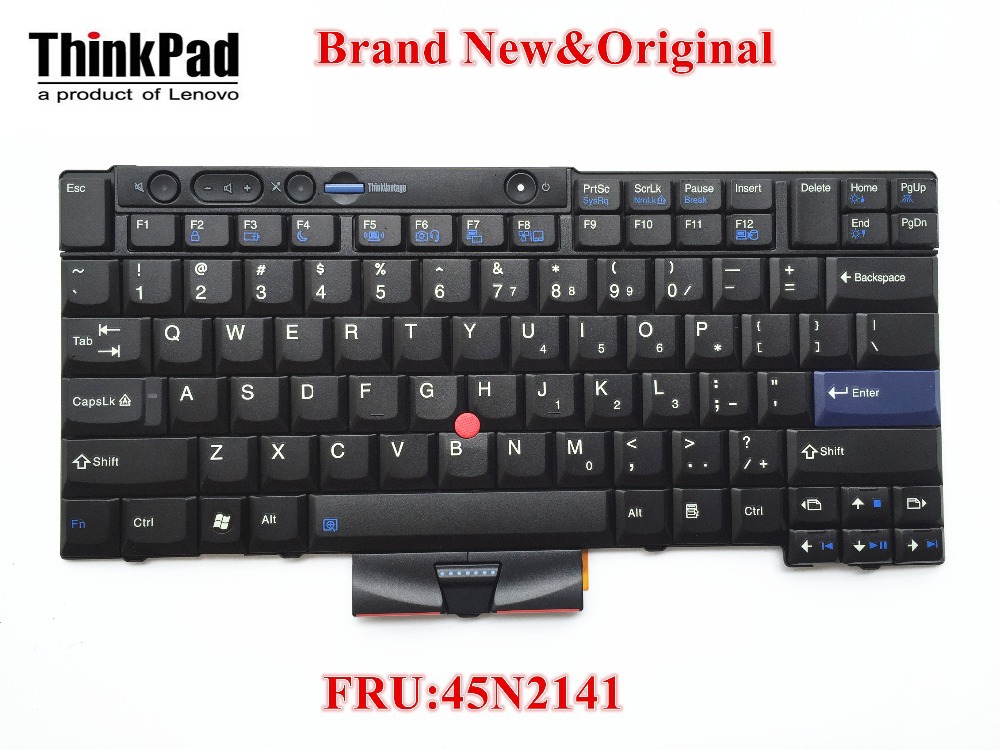 ThinkPad
a product of Lenovo
Brand New&Original
Esc ThinkVantage PrtSc ScrLk Pause Insert Delete Home PgUp
SysRq NmLk Break
F1 F2 F3 F4 F5 F6 F7 F8 F9 F10 F11 F12 End PgDn
~ ! @ # $ % ^ & * ( ) — +
` 1 2 3 4 5 6 7 7 8 8 9 9 0 / - = Backspace
Tab Q W E R T Y U 4 I 5 O 6 P * { [ } ] | \
CapsLk A S D F G H J 1 K 2 L 3 : ; - " ' Enter
Shift Z X C V B N M 0 < , > . . ? / + Shift
Fn Ctrl Alt Alt Ctrl
FRU:45N2141